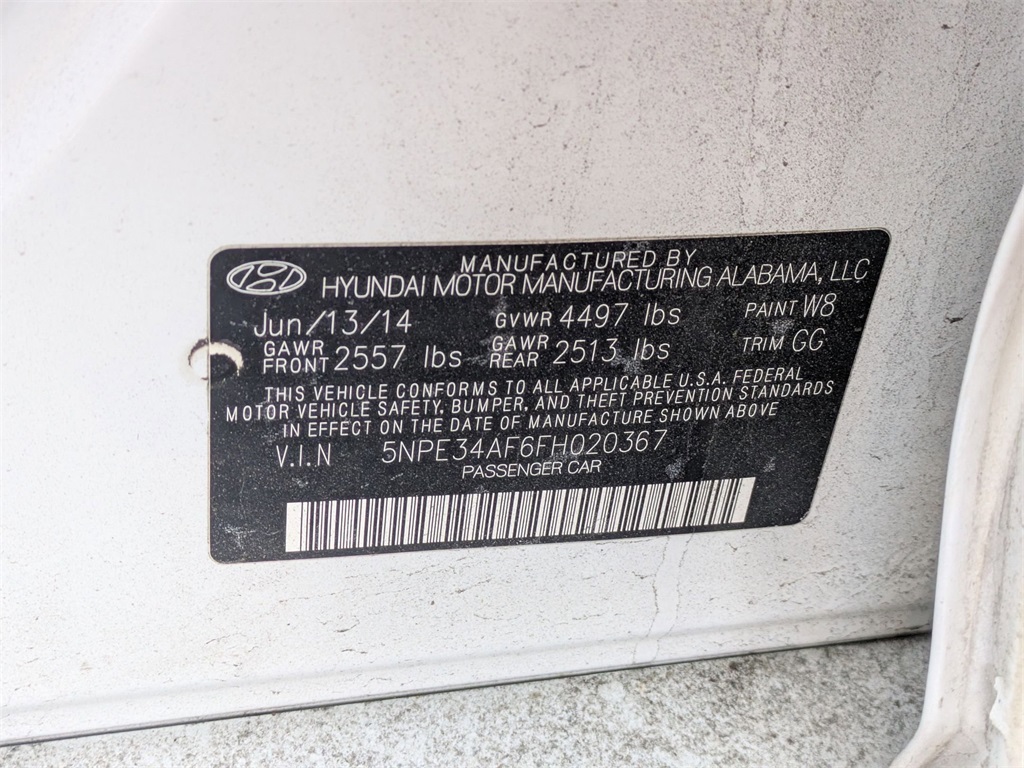 MANUFACTURED BY
HYUNDAI MOTOR MANUFACTURING ALABAMA, LLC
Jun/13/14 GVWR 4497 lbs PAINT W8
GAWR FRONT 2557 lbs GAWR REAR 2513 lbs TRIM GG
THIS VEHICLE CONFORMS TO ALL APPLICABLE U.S.A. FEDERAL
MOTOR VEHICLE SAFETY, BUMPER, AND THEFT PREVENTION STANDARDS
IN EFFECT ON THE DATE OF MANUFACTURE SHOWN ABOVE
V.I.N 5NPE34AF6FH020367
PASSENGER CAR